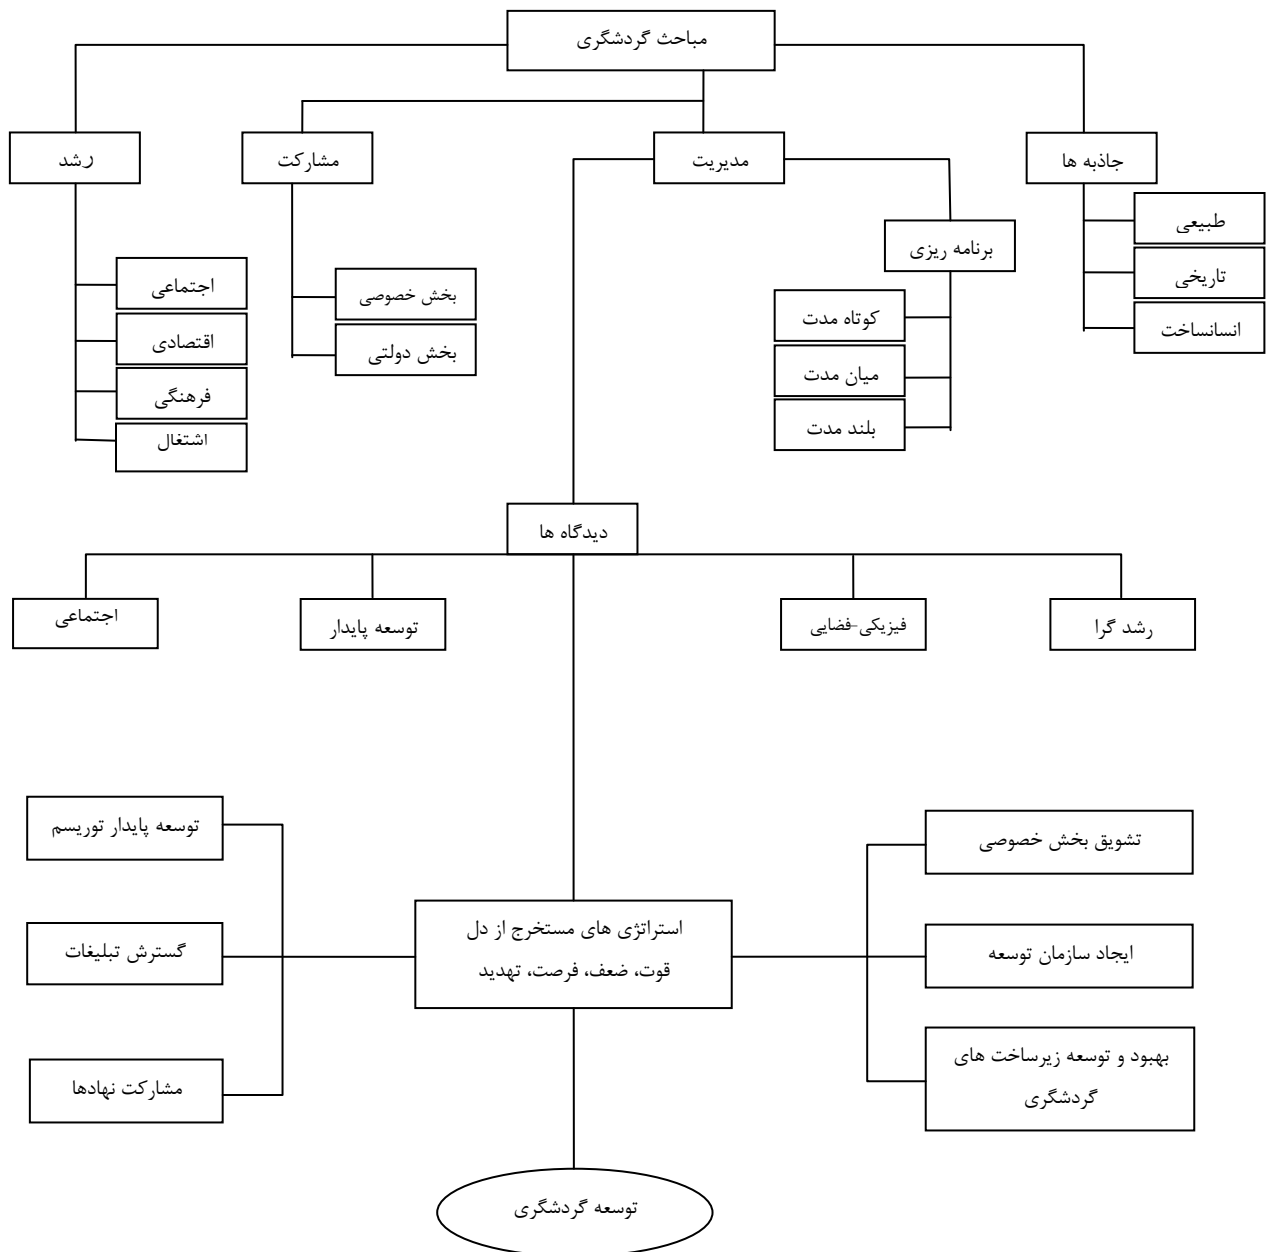 مباحث گردشگری
جاذبه ها
مدیریت
مشارکت
رشد
طبیعی
تاریخی
انسانساخت
برنامه ریزی
کوتاه مدت
میان مدت
بلند مدت
بخش خصوصی
بخش دولتی
اجتماعی
اقتصادی
فرهنگی
اشتغال
دیدگاه ها
رشد گرا
فیزیکی-فضایی
توسعه پایدار
اجتماعی
تشویق بخش خصوصی
ایجاد سازمان توسعه
بهبود و توسعه زیرساخت های
گردشگری
استراتژی های مستخرج از دل
قوت، ضعف، فرصت، تهدید
توسعه پایدار توریسم
گسترش تبلیغات
مشارکت نهادها
توسعه گردشگری